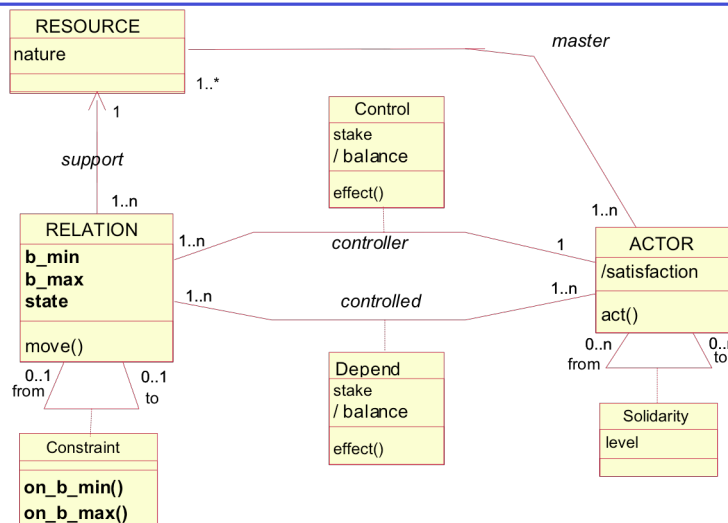 RESOURCE
nature
master
1..*
1
support
1..n
Control
stake
/ balance
effect()
1..n
RELATION
b_min
b_max
state
move()
1..n
controller
1
1..n
controlled
1..n
ACTOR
/satisfaction
act()
0..1
from
0..1
to
Depend
stake
/ balance
effect()
0..n
from
0..
to
Constraint
on_b_min()
on_b_max()
Solidarity
level